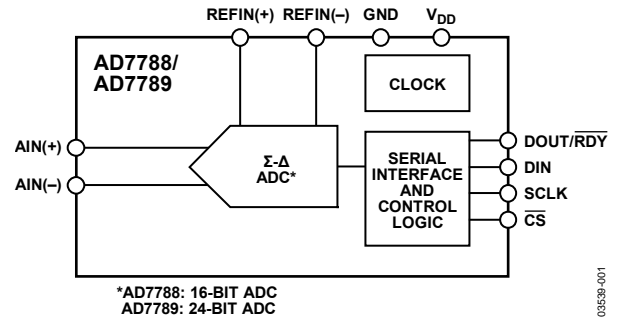 REFIN(+) REFIN(–) GND VDD
AD7788/
AD7789
CLOCK
AIN(+)
AIN(–)
Σ-Δ
ADC*
SERIAL
INTERFACE
AND
CONTROL
LOGIC
DOUT/RDY
DIN
SCLK
CS
*AD7788: 16-BIT ADC
AD7789: 24-BIT ADC
03539-001